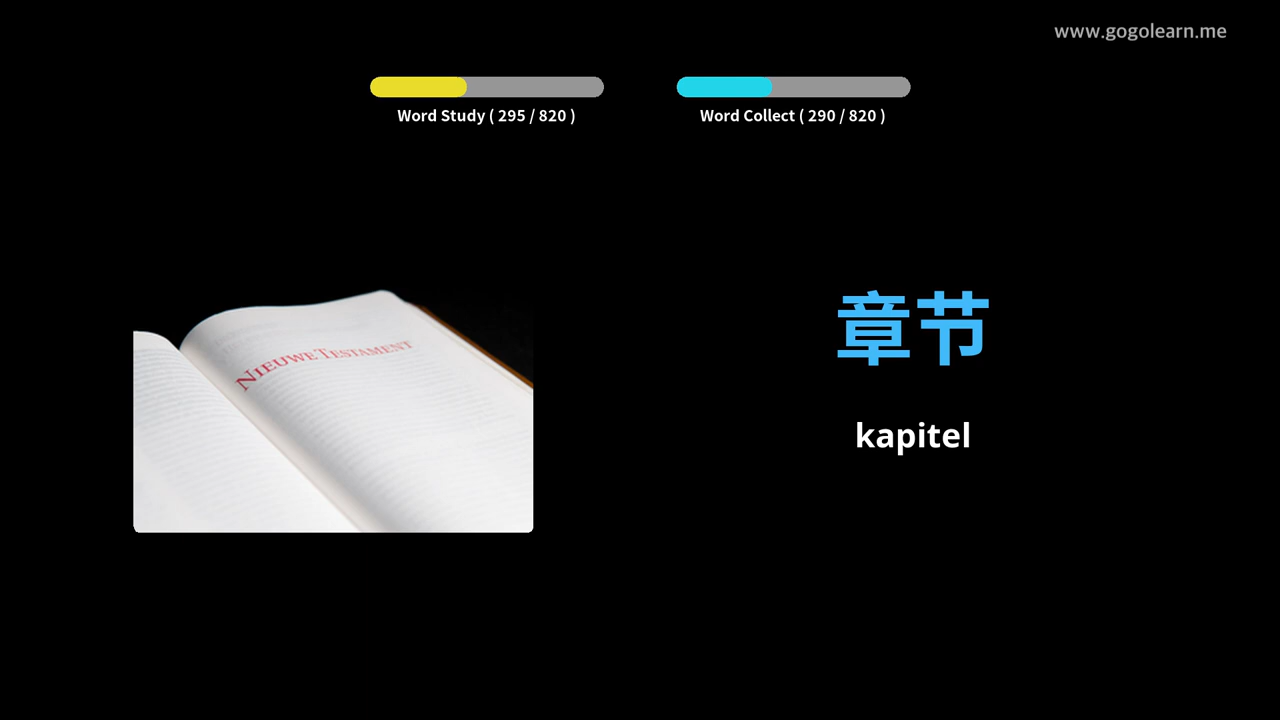 www.gogolearn.me
Word Study ( 295 / 820 )
Word Collect ( 290 / 820 )
NIEUWE TESTAMENT
章节
kapitel